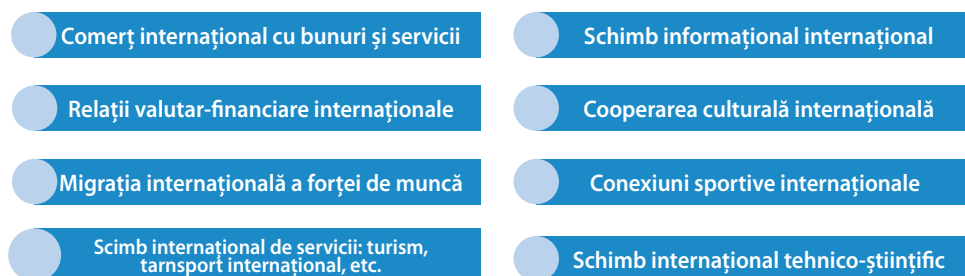 Comerț internațional cu bunuri și servicii
Relații valutar-financiare internaționale
Migrația internațională a forței de muncă
Scimb internațional de servicii: turism,
tarnsport internațional, etc.
Schimb informațional internațional
Cooperarea culturală internațională
Conexiuni sportive internaționale
Schimb internațional tehnico-științific